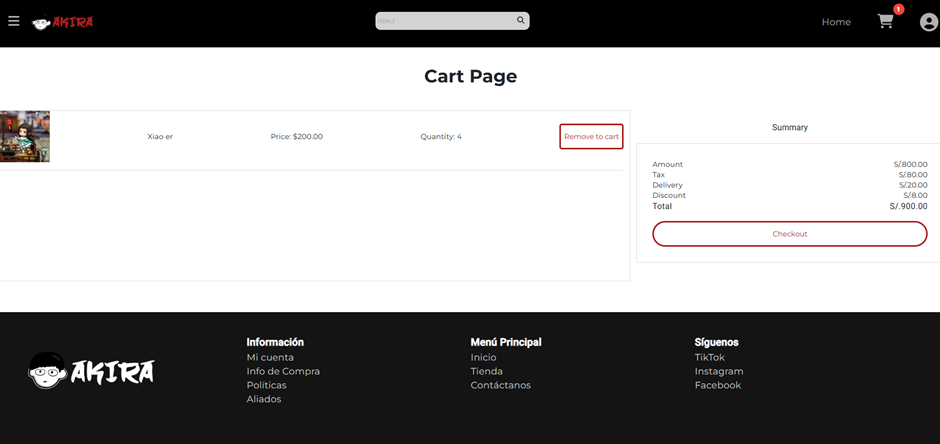 AKIRA
new.r
Home
1
Cart Page
Xiao er
Price: $200.00
Quantity: 4
Remove to cart
Summary
Amount S/.800.00
Tax S/.80.00
Delivery S/.20.00
Discount S/.8.00
Total S/.900.00
Checkout
AKIRA
Información
Mi cuenta
Info de Compra
Políticas
Aliados
Menú Principal
Inicio
Tienda
Contáctanos
Síguenos
TikTok
Instagram
Facebook